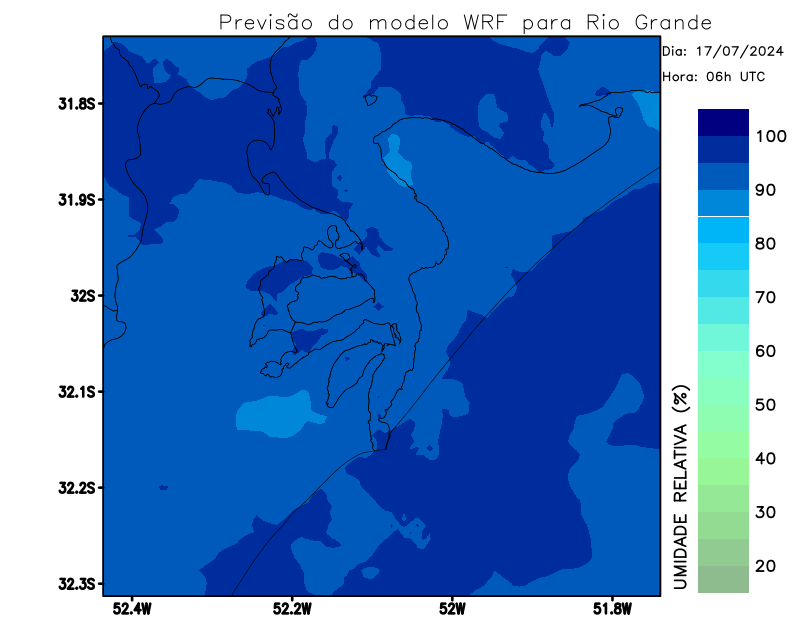 Previsão do modelo WRF para Rio Grande
Dia: 17/07/2024
Hora: 06h UTC
31.8S
31.9S
32S
32.1S
32.2S
32.3S
52.4W
52.2W
52W
51.8W
UMIDADE RELATIVA (%)
100
90
80
70
60
50
40
30
20